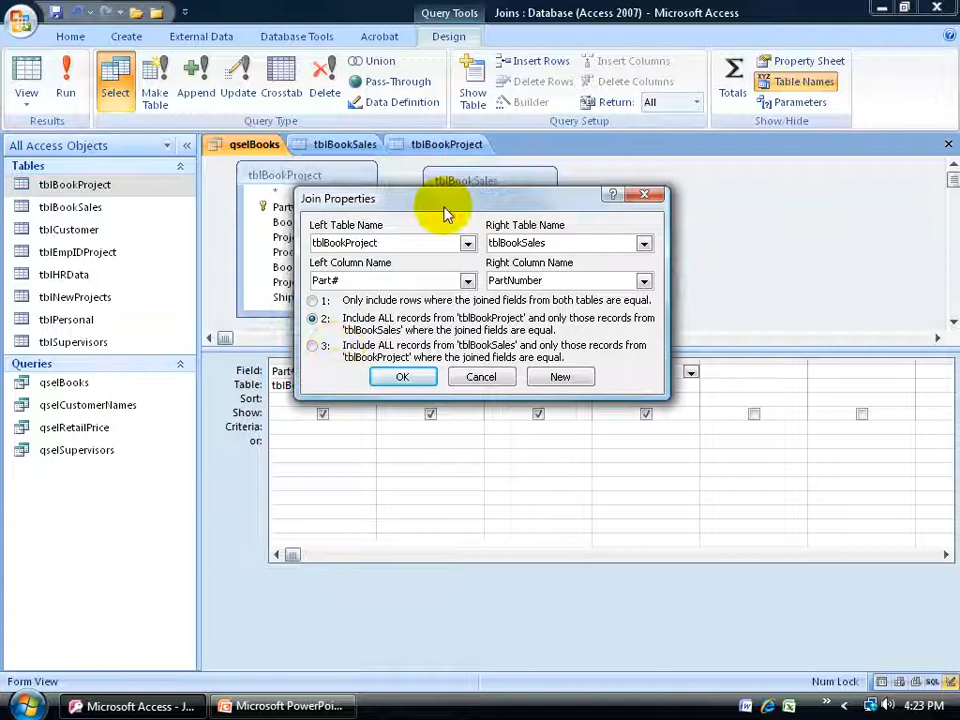 Query Tools
Joins : Database (Access 2007) - Microsoft Access
Home Create External Data Database Tools Acrobat Design
View
Run
Select
Make Table
Append
Update
Crosstab
Delete
Union
Pass-Through
Data Definition
Show Table
Insert Rows
Delete Rows
Builder
Insert Columns
Delete Columns
Return: All
Totals
Property Sheet
Table Names
Parameters
Results
Query Type
Query Setup
Show/Hide
All Access Objects
Tables
tblBookProject
tblBookSales
tblCustomer
tblEmpIDProject
tblHRData
tblNewProjects
tblPersonal
tblSupervisors
Queries
qselBooks
qselCustomerNames
qselRetailPrice
qselSupervisors
qselBooks tblBookSales tblBookProject
tblBookProject
*
tblBookSales
Join Properties
Left Table Name Right Table Name
tblBookProject tblBookSales
Left Column Name Right Column Name
Part# PartNumber
1: Only include rows where the joined fields from both tables are equal.
2: Include ALL records from 'tblBookProject' and only those records from
'tblBookSales' where the joined fields are equal.
3: Include ALL records from 'tblBookSales' and only those records from
'tblBookProject' where the joined fields are equal.
OK Cancel New
Field:
Table:
Sort:
Show:
Criteria:
or:
Form View
Num Lock
SQL
Microsoft Access - J...
Microsoft PowerPoi...
4:23 PM